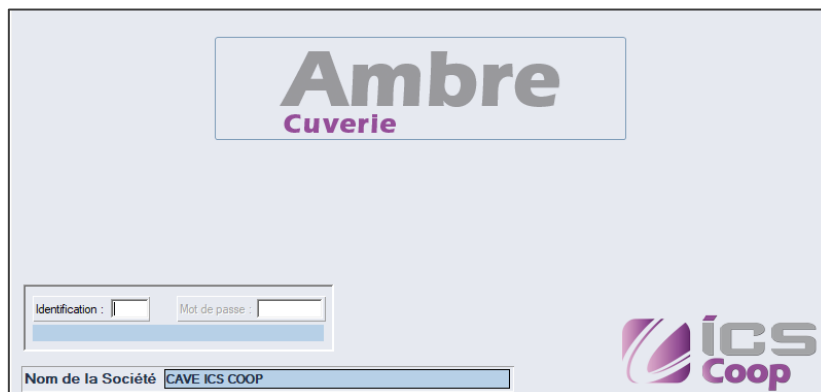 Ambre
Cuverie
Identification : Mot de passe :
ics
Coop
Nom de la Société CAVE ICS COOP